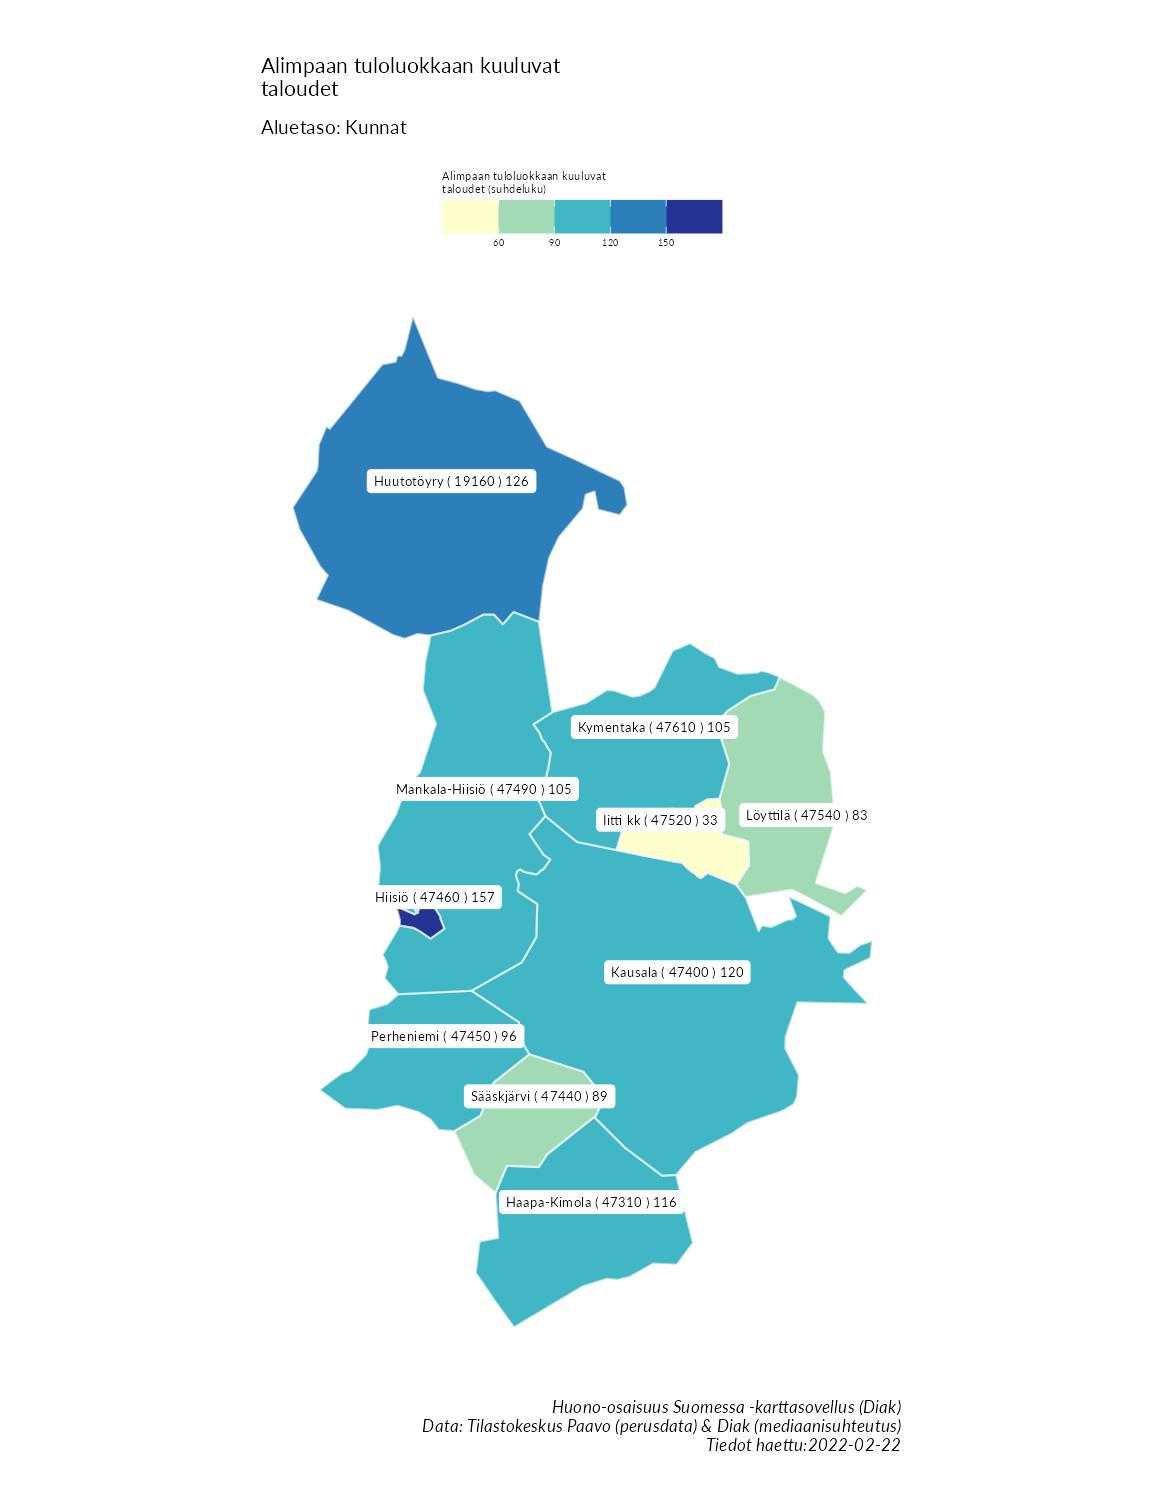 Alimpaan tuloluokkaan kuuluvat
taloudet
Aluetaso: Kunnat
Alimpaan tuloluokkaan kuuluvat
taloudet (suhdeluku)
60 90 120 150
Huutotöyry ( 19160 ) 126
Kymentaka ( 47610 ) 105
Mankala-Hiisiö ( 47490 ) 105
Iitti kk ( 47520 ) 33
Löyttilä ( 47540 ) 83
Hiisiö ( 47460 ) 157
Kausala ( 47400 ) 120
Perheniemi ( 47450 ) 96
Sääskjärvi ( 47440 ) 89
Haapa-Kimola ( 47310 ) 116
Huono-osaisuus Suomessa -karttasovellus (Diak)
Data: Tilastokeskus Paavo (perusdata) & Diak (mediaanisuhteutus)
Tiedot haettu:2022-02-22